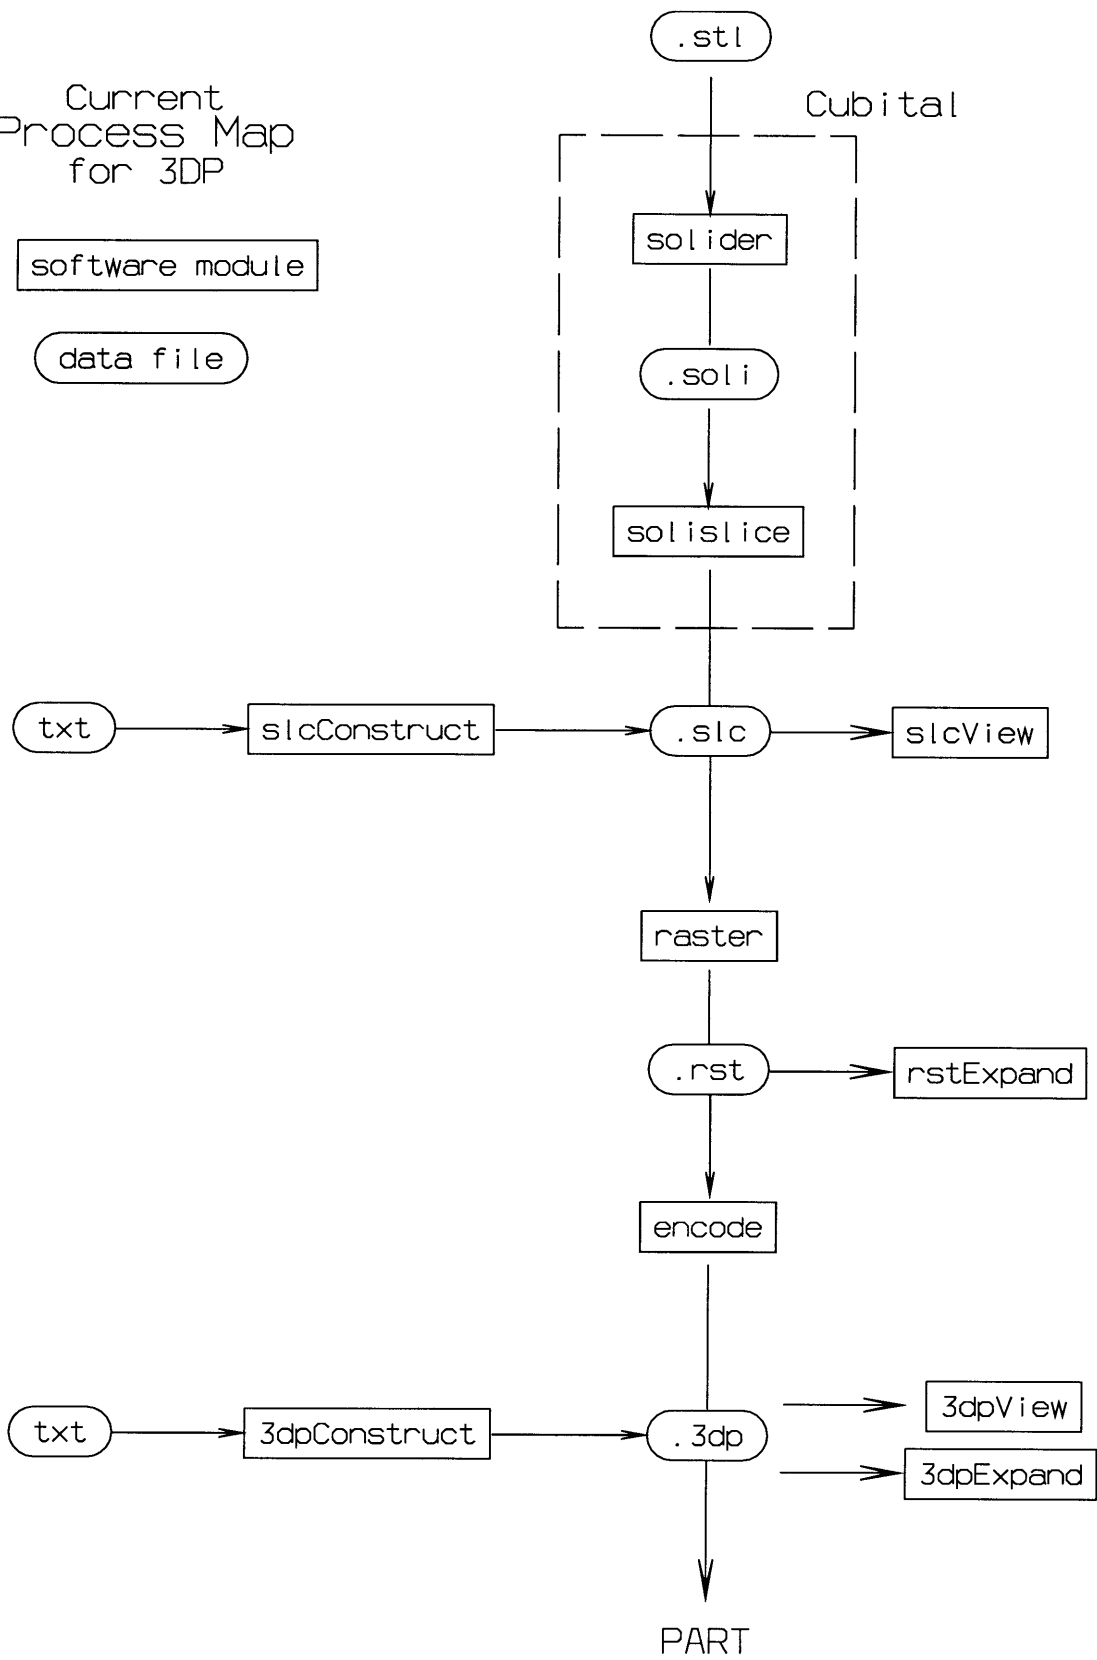 .stl
Current
Process Map
for 3DP
Cubital
software module
solider
data file
.soli
solislice
txt
slcConstruct
.slc
slcView
raster
.rst
rstExpand
encode
txt
3dpConstruct
.3dp
3dpView
3dpExpand
PART